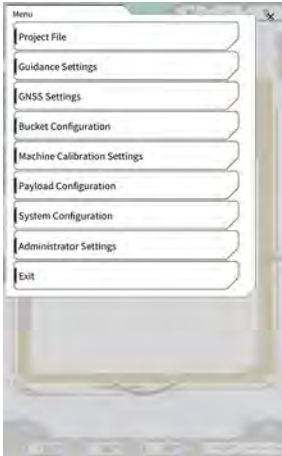 Menu
Project File
Guidance Settings
GNSS Settings
Bucket Configuration
Machine Calibration Settings
Payload Configuration
System Configuration
Administrator Settings
Exit